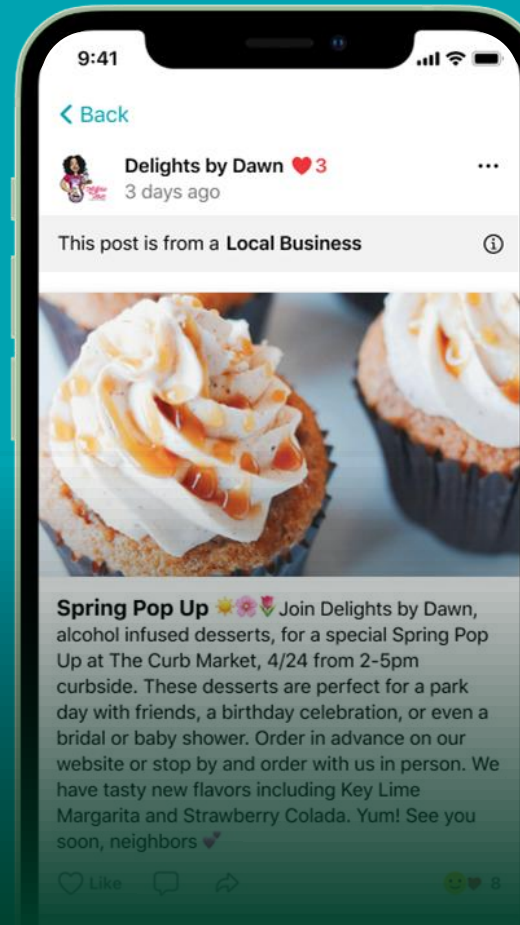 9:41
Back
Delights by Dawn ❤️3
3 days ago
This post is from a Local Business
Spring Pop Up ☀️🌸🌷 Join Delights by Dawn,
alcohol infused desserts, for a special Spring Pop
Up at The Curb Market, 4/24 from 2-5pm
curbside. These desserts are perfect for a park
day with friends, a birthday celebration, or even a
bridal or baby shower. Order in advance on our
website or stop by and order with us in person. We
have tasty new flavors including Key Lime
Margarita and Strawberry Colada. Yum! See you
soon, neighbors 💕
Like
8